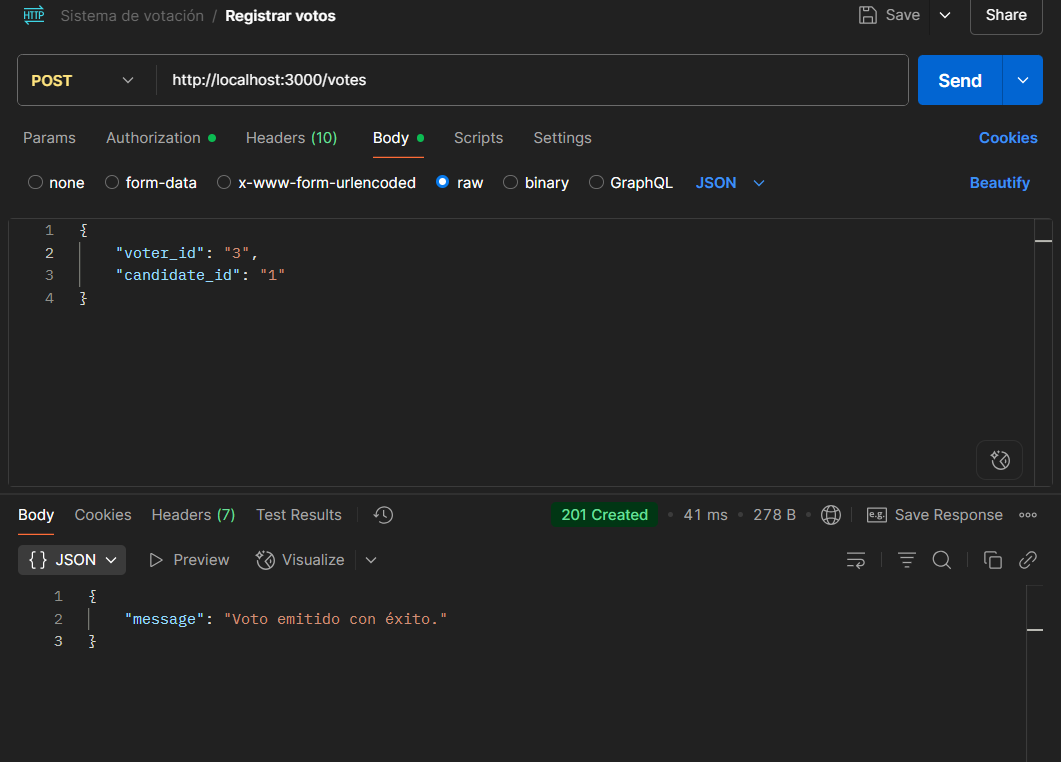 HTTP Sistema de votación / Registrar votos Save Share
POST http://localhost:3000/votes Send
Params Authorization Headers (10) Body Scripts Settings Cookies
none form-data x-www-form-urlencoded raw binary GraphQL JSON Beautify
1 {
2 "voter_id": "3",
3 "candidate_id": "1"
4 }
Body Cookies Headers (7) Test Results 201 Created • 41 ms • 278 B • e.g. Save Response
{} JSON Preview Visualize
1 {
2 "message": "Voto emitido con éxito."
3 }